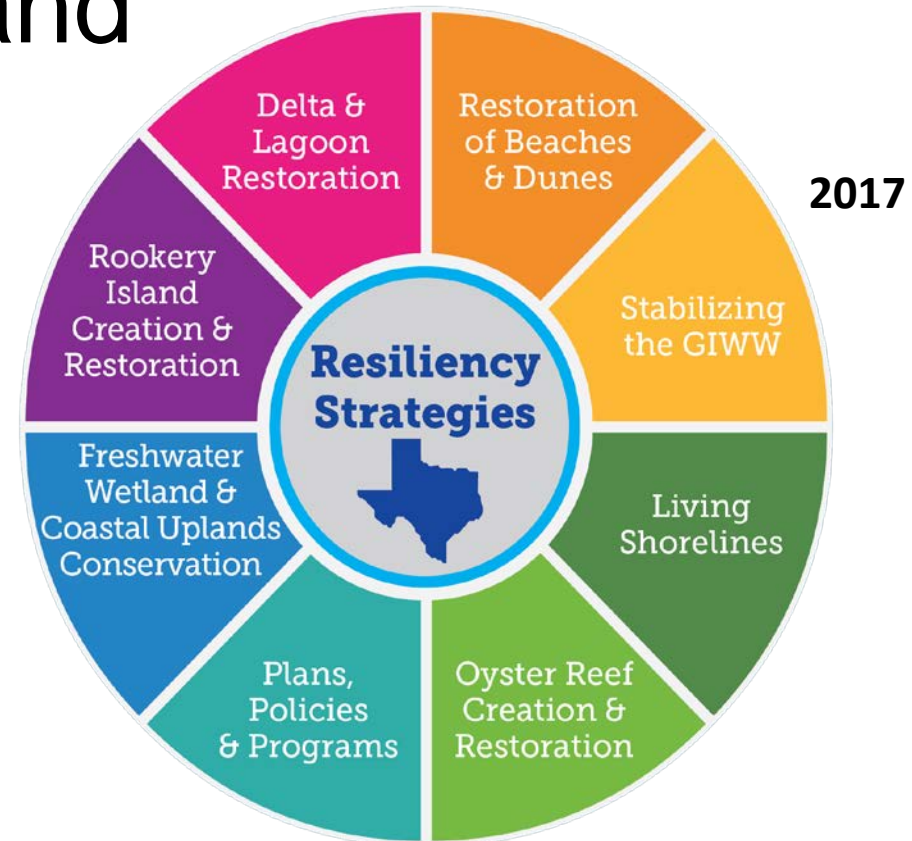 and
2017
Resiliency
Strategies
Restoration
of Beaches
& Dunes
Stabilizing
the GIWW
Living
Shorelines
Oyster Reef
Creation &
Restoration
Plans,
Policies
& Programs
Freshwater
Wetland &
Coastal Uplands
Conservation
Rookery
Island
Creation &
Restoration
Delta &
Lagoon
Restoration